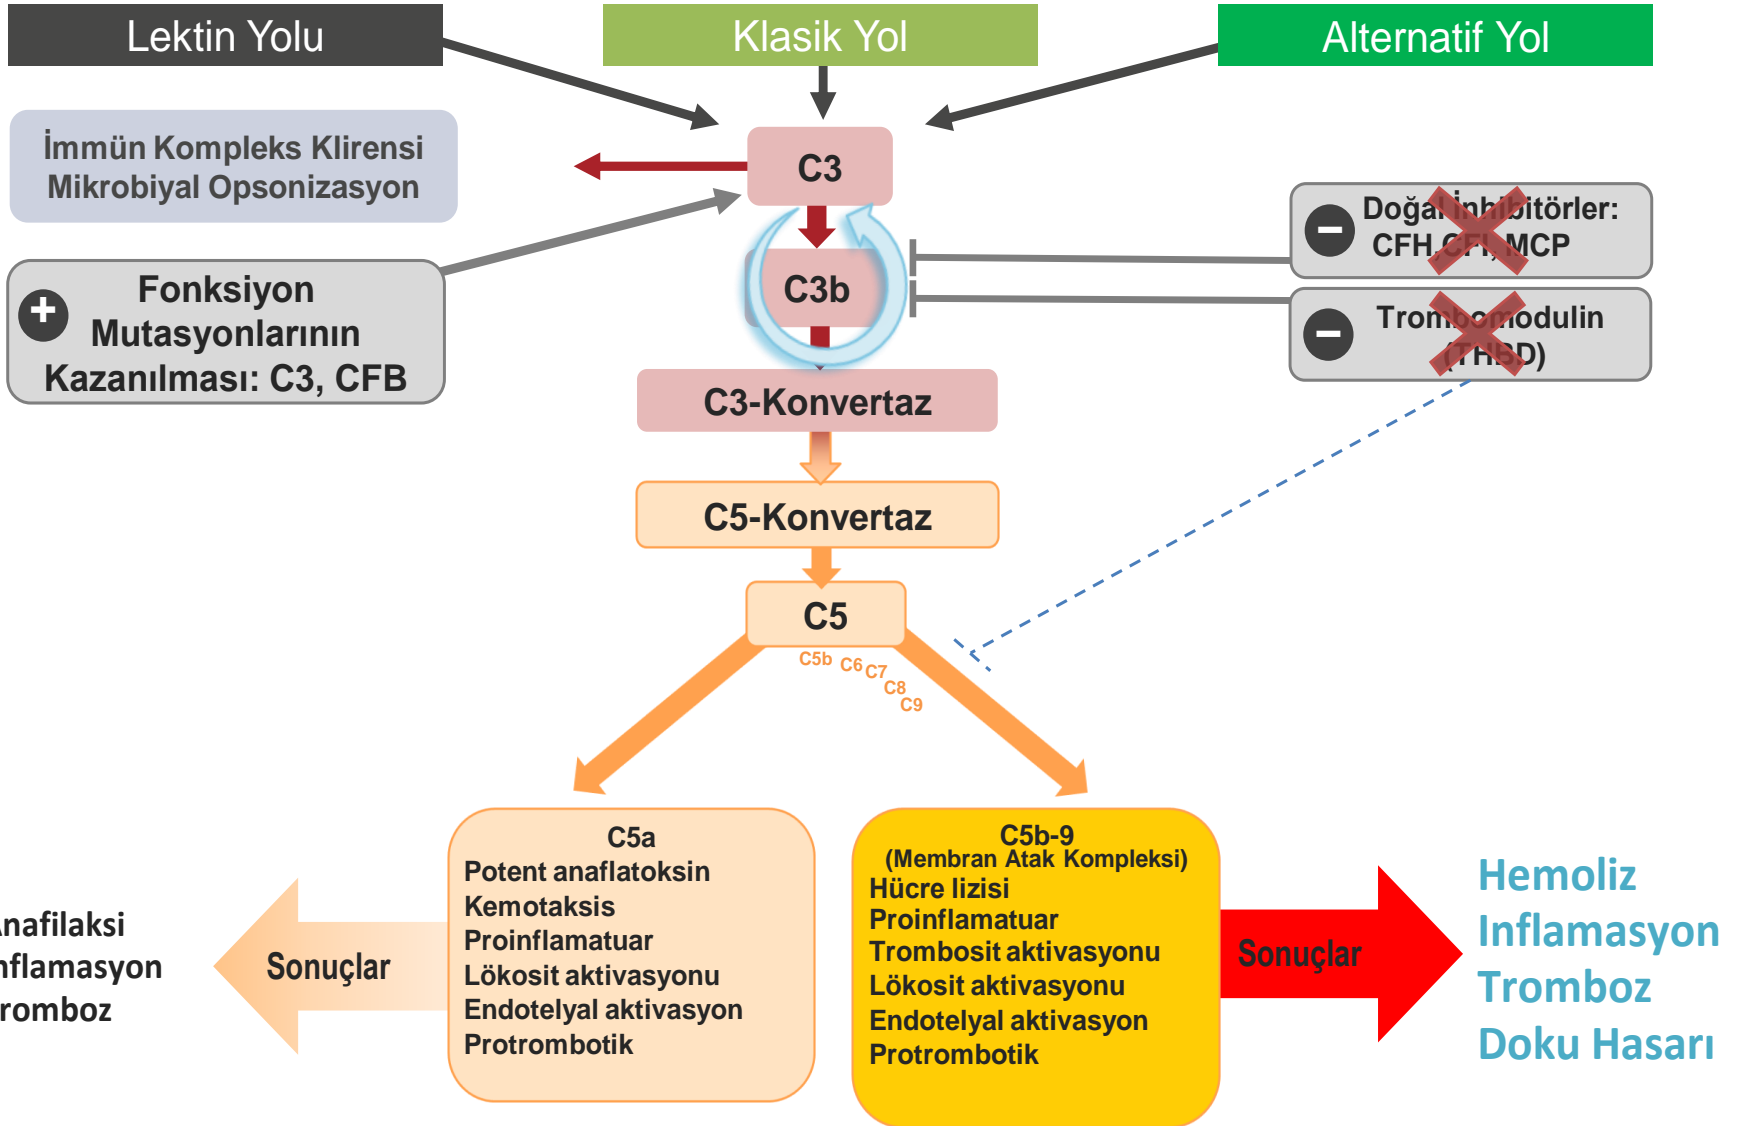 Lektin Yolu
Klasik Yol
Alternatif Yol
İmmün Kompleks Klirensi
Mikrobiyal Opsonizasyon
C3
+
Fonksiyon
Mutasyonlarının
Kazanılması: C3, CFB
C3b
−
Doğal İnhibitörler:
CFH,CFI, MCP
−
Trombomodulin
(THBD)
C3-Konvertaz
C5-Konvertaz
C5
C5b C6 C7
C8
C9
C5a
Potent anaflatoksin
Kemotaksis
Proinflamatuar
Lökosit aktivasyonu
Endotelyal aktivasyon
Protrombotik
C5b-9
(Membran Atak Kompleksi)
Hücre lizisi
Proinflamatuar
Trombosit aktivasyonu
Lökosit aktivasyonu
Endotelyal aktivasyon
Protrombotik
Sonuçlar
nafilaksi
nflamasyon
romboz
Sonuçlar
Hemoliz
Inflamasyon
Tromboz
Doku Hasarı